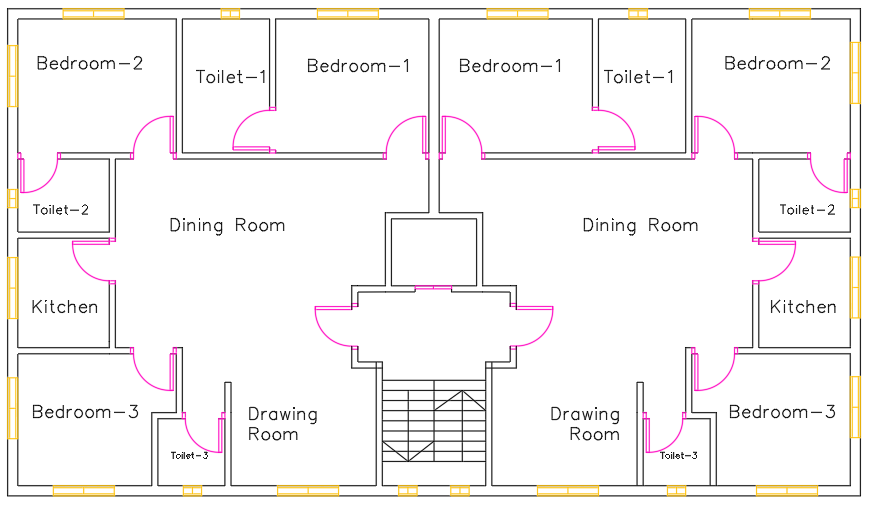 Bedroom-2
Toilet-1
Bedroom-1
Bedroom-1
Toilet-1
Bedroom-2
Toilet-2
Dining Room
Dining Room
Toilet-2
Kitchen
Kitchen
Bedroom-3
Toilet-3
Drawing
Room
Drawing
Room
Toilet-3
Bedroom-3